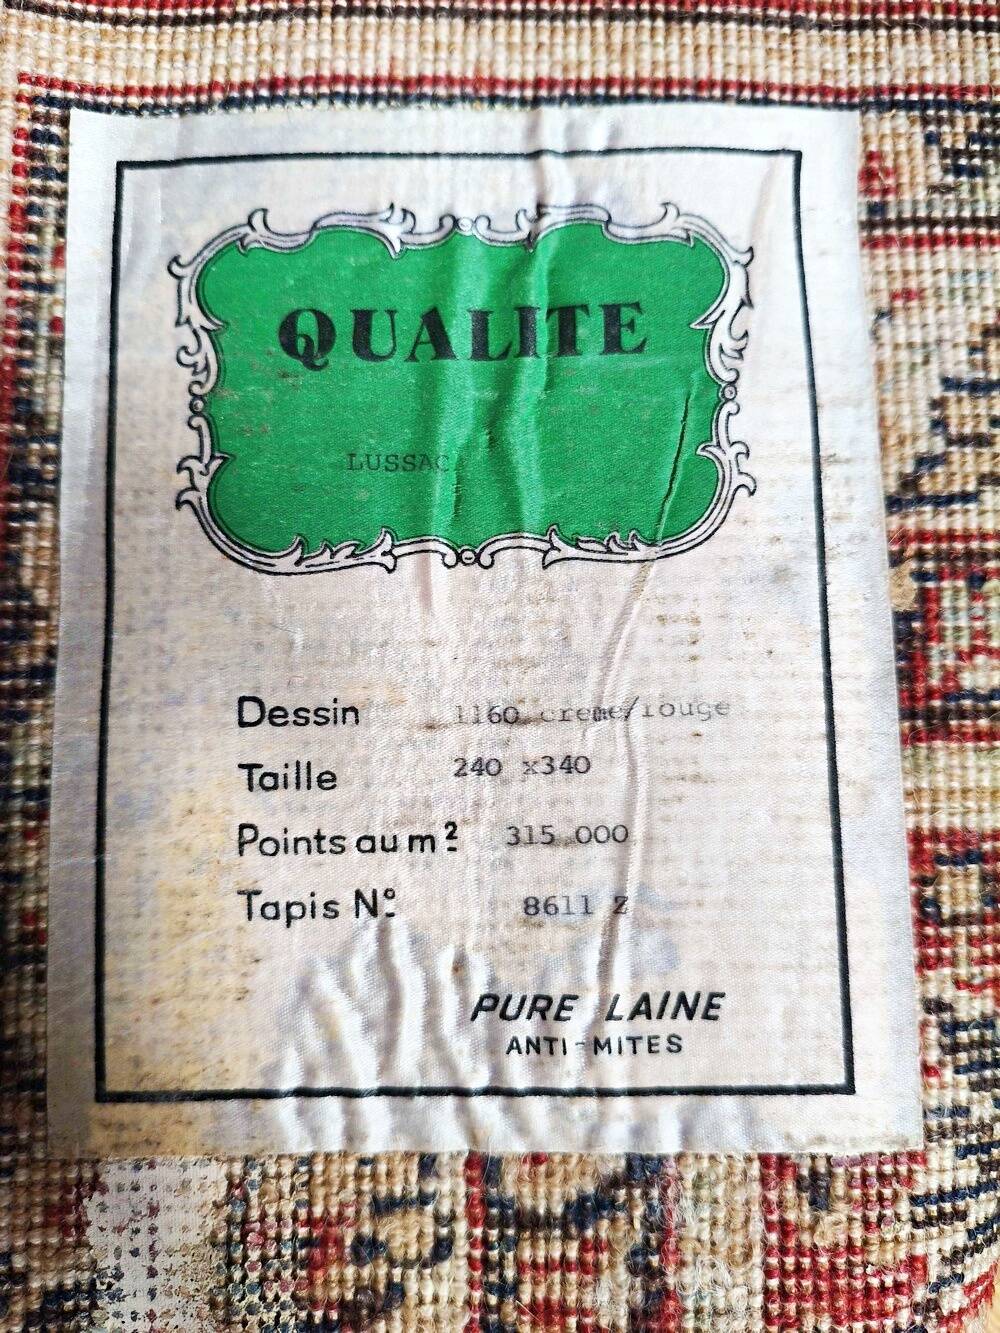 QUALITE
LUSSAC
Dessin 1160 creme/rouge
Taille 240 x340
Points au m² 315.000
Tapis N° 8611 Z
PURE LAINE
ANTI-MITES